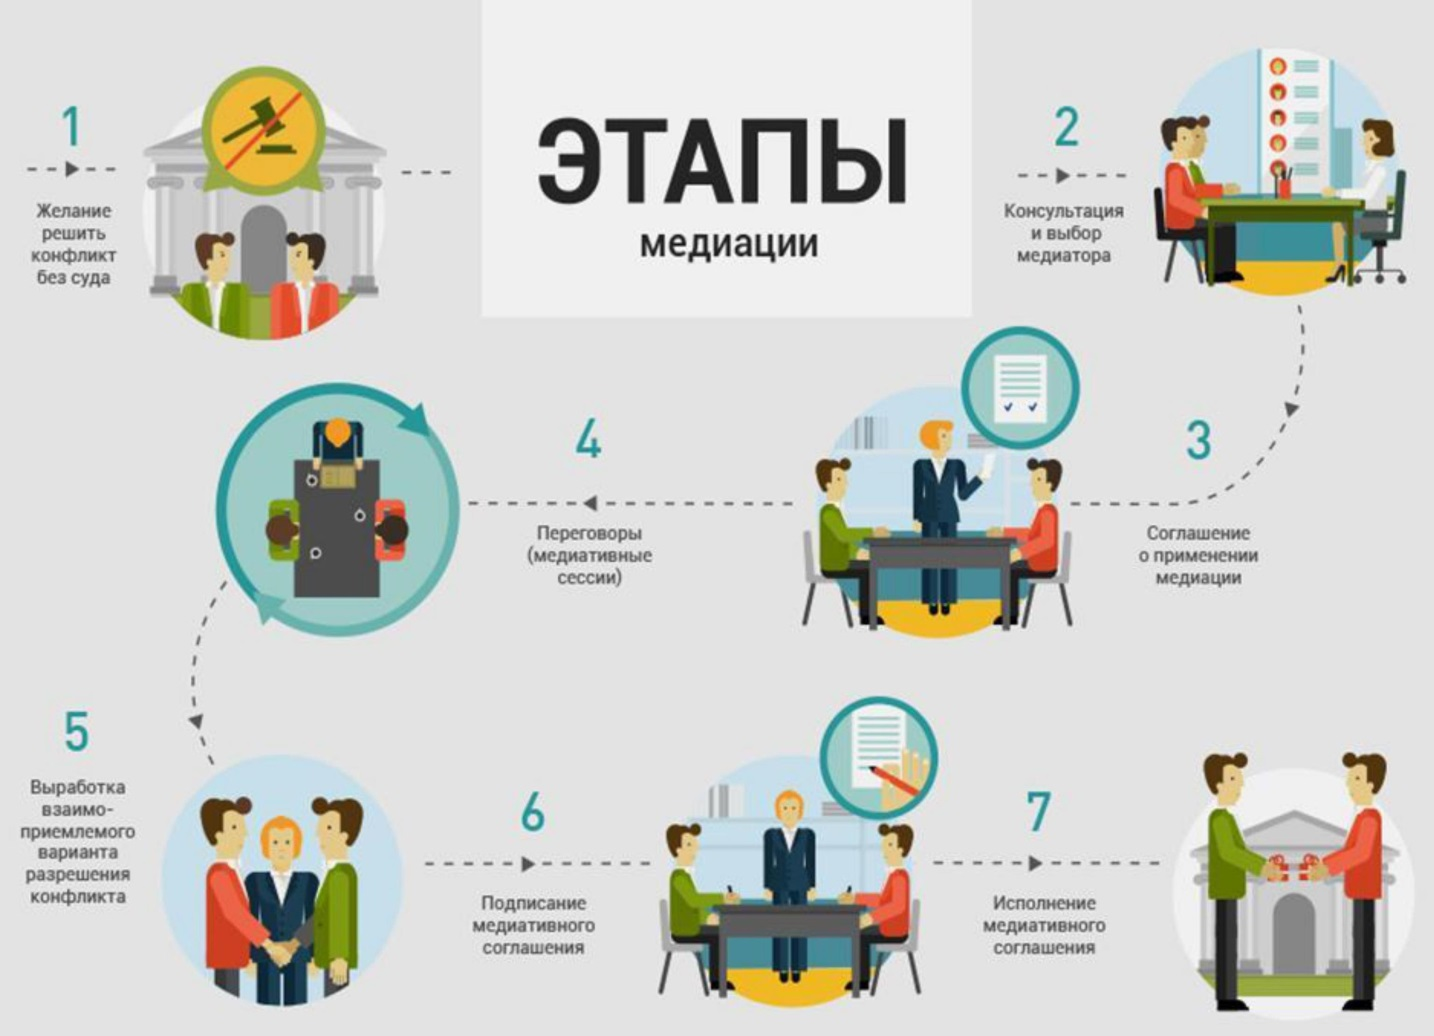 ЭТАПЫ
медиации
1
Желание
решить
конфликт
без суда
2
Консультация
и выбор
медиатора
3
Соглашение
о применении
медиации
4
Переговоры
(медиативные
сессии)
5
Выработка
взаимо-
приемлемого
варианта
разрешения
конфликта
6
Подписание
медиативного
соглашения
7
Исполнение
медиативного
соглашения